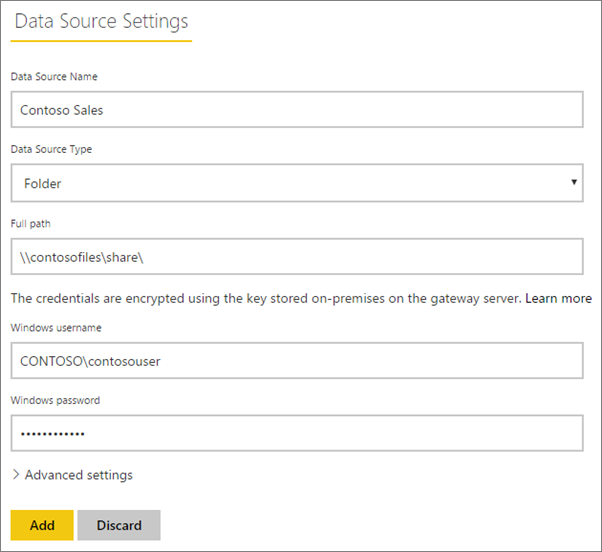 Data Source Settings
Data Source Name
Contoso Sales
Data Source Type
Folder
Full path
\\contosofiles\share\
The credentials are encrypted using the key stored on-premises on the gateway server. Learn more
Windows username
CONTOSO\contosouser
Windows password
••••••••••••
Advanced settings
Add Discard